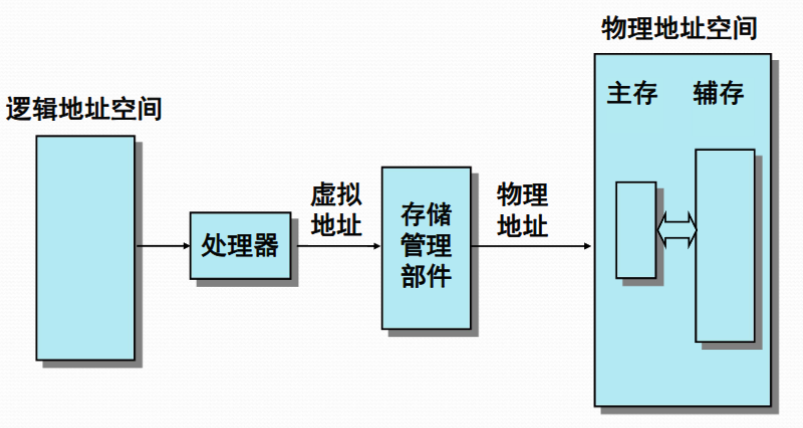 物理地址空间
主存
辅存
逻辑地址空间
处理器
虚拟
地址
存储
管理
部件
物理
地址